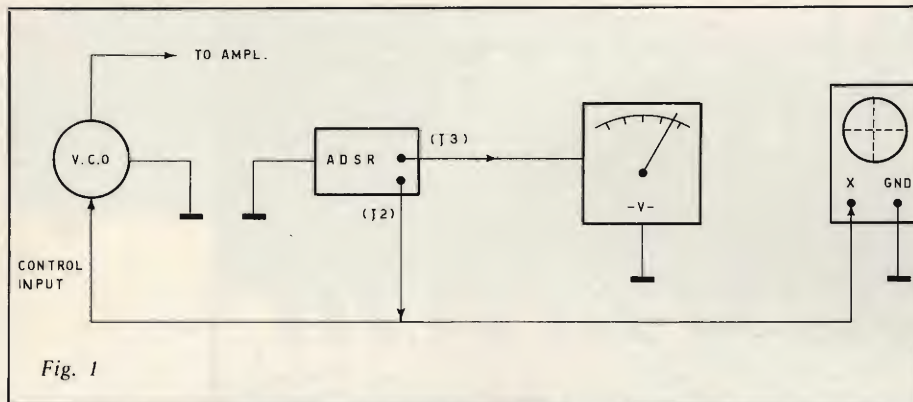 TO AMPL.
V.C.O
ADSR
(J3)
(J2)
-V-
X GND
CONTROL
INPUT
Fig. 1